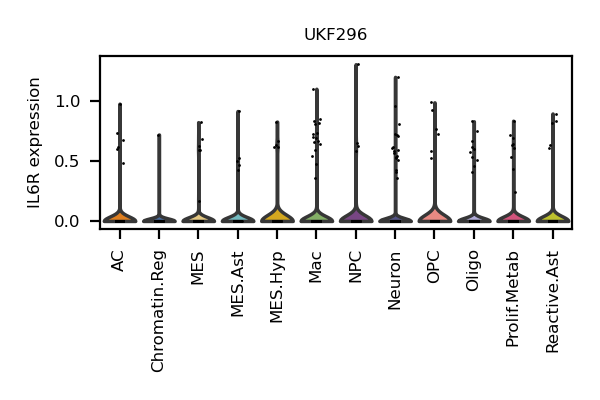 UKF296
IL6R expression
1.0
0.5
0.0
AC
Chromatin.Reg
MES
MES.Ast
MES.Hyp
Mac
NPC
Neuron
OPC
Oligo
Prolif.Metab
Reactive.Ast